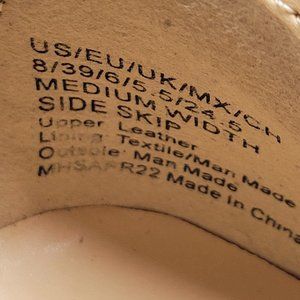 US/EU/UK/MX/CH
8/39/6/5.5/24.5
MEDIUM WIDTH
SIDE SKIP
Upper: Leather
Lining: Textile/Man Made
Outsole: Man Made
MHSAFR22 Made in China